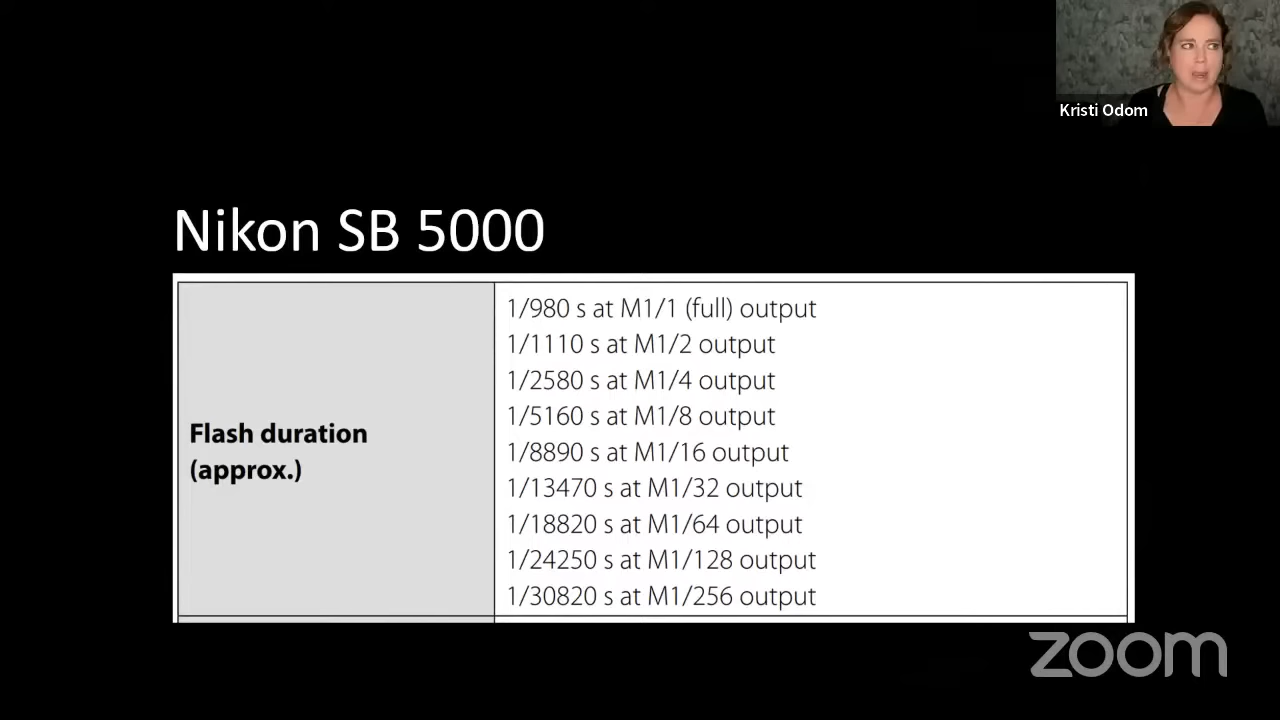 Kristi Odom
Nikon SB 5000
Flash duration
(approx.)
1/980 s at M1/1 (full) output
1/1110 s at M1/2 output
1/2580 s at M1/4 output
1/5160 s at M1/8 output
1/8890 s at M1/16 output
1/13470 s at M1/32 output
1/18820 s at M1/64 output
1/24250 s at M1/128 output
1/30820 s at M1/256 output
zoom